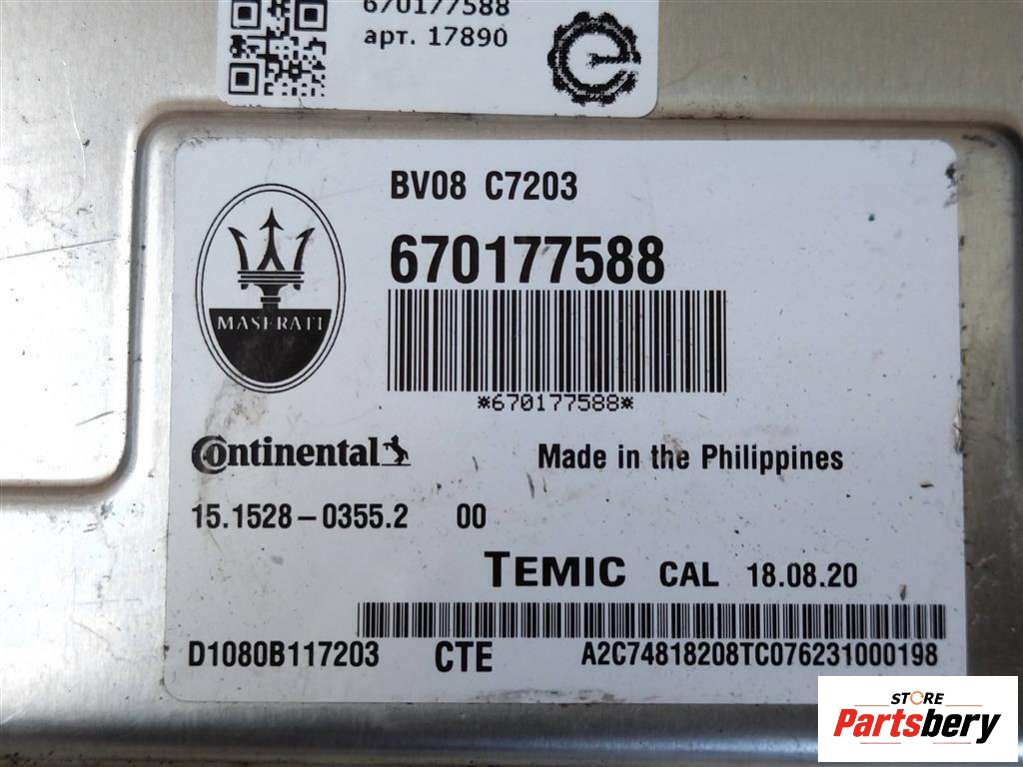 670177588
арт. 17890
BV08 C7203
670177588
MASERATI
*670177588*
Continental
Made in the Philippines
15.1528-0355.2 00
TEMIC CAL 18.08.20
D1080B117203 CTE A2C74818208TC076231000198
STORE
Partsbery